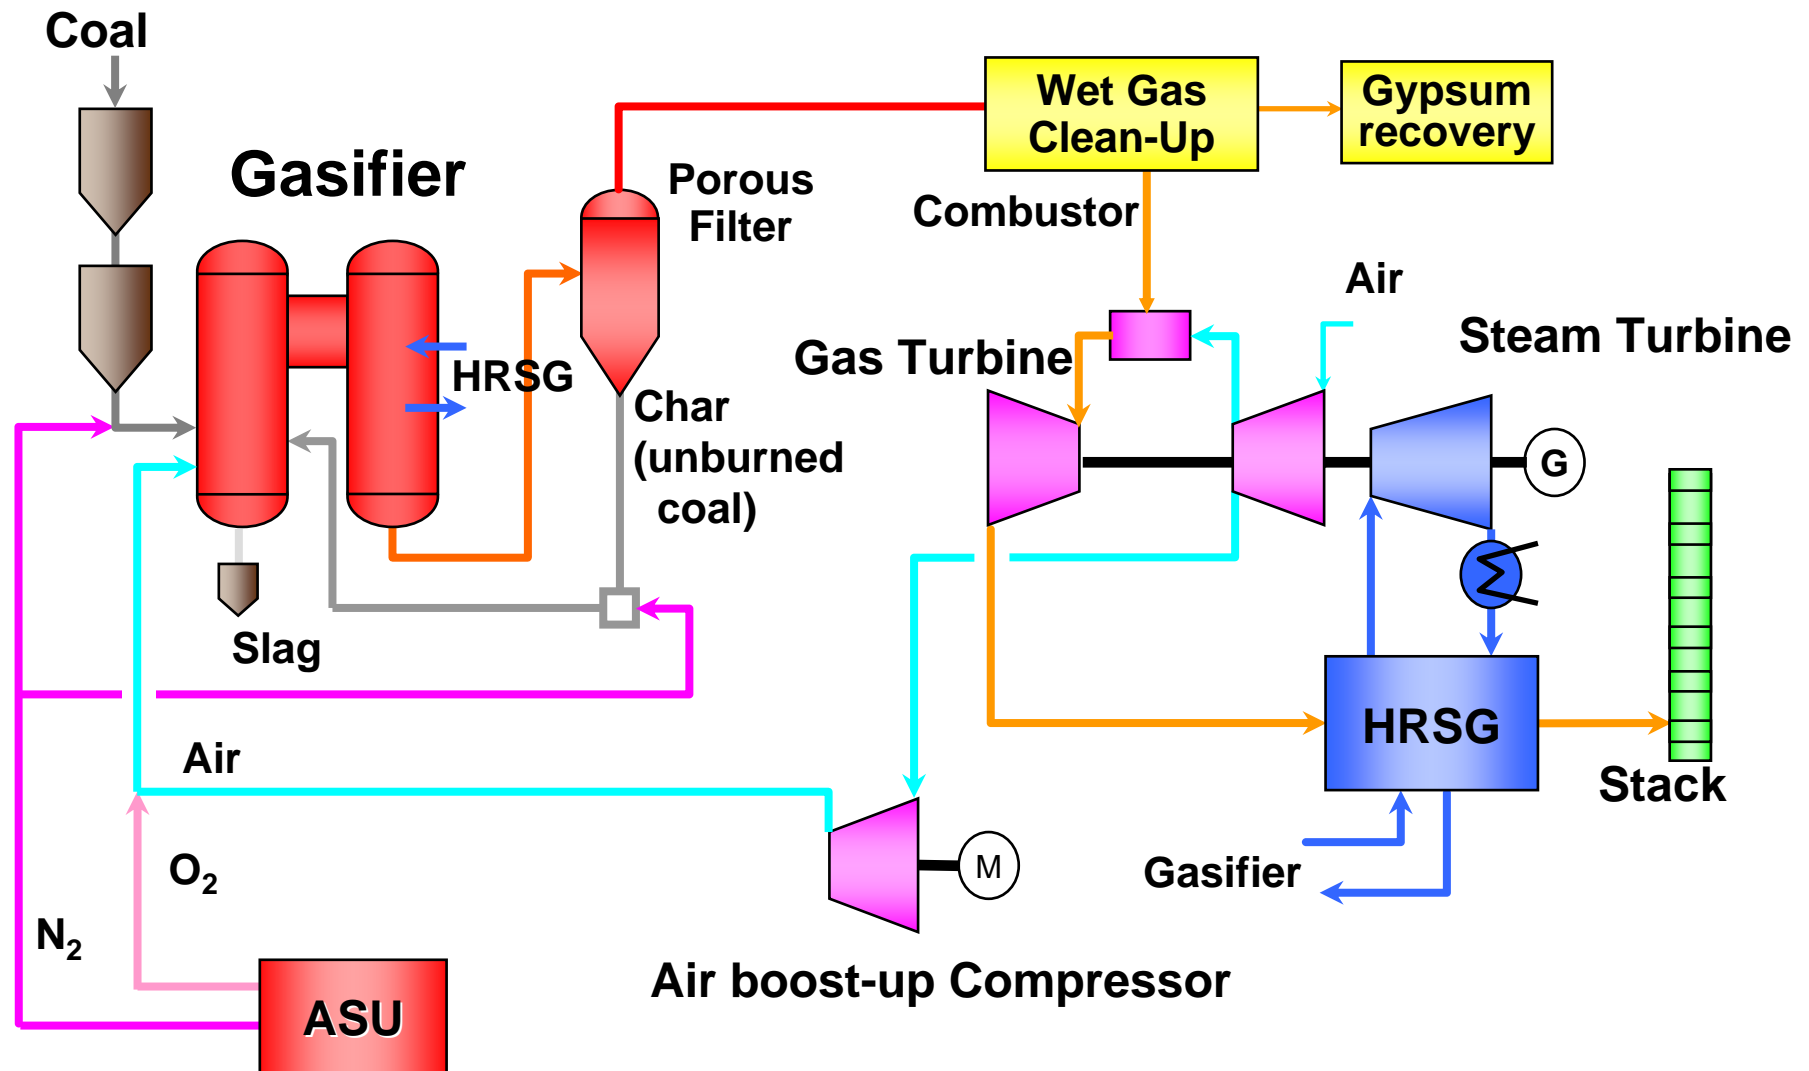 Coal
Gasifier
Porous
Filter
Wet Gas
Clean-Up
Gypsum
recovery
Combustor
Air
Steam Turbine
Gas Turbine
HRSG
Char
(unburned
coal)
G
Slag
HRSG
Stack
Air
O₂
M
Gasifier
N₂
Air boost-up Compressor
ASU